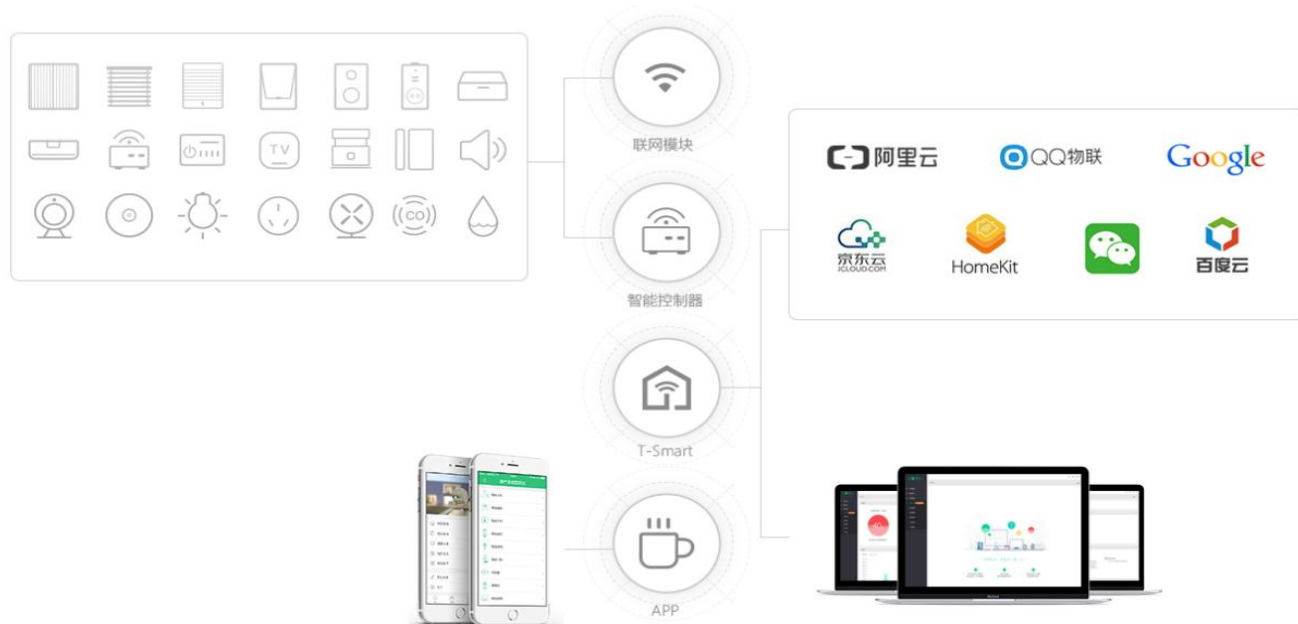 联网模块
TV
CO
智能控制器
阿里云
QQ物联
Google
京东云
JCLOUD.COM
HomeKit
百度云
T-Smart
APP